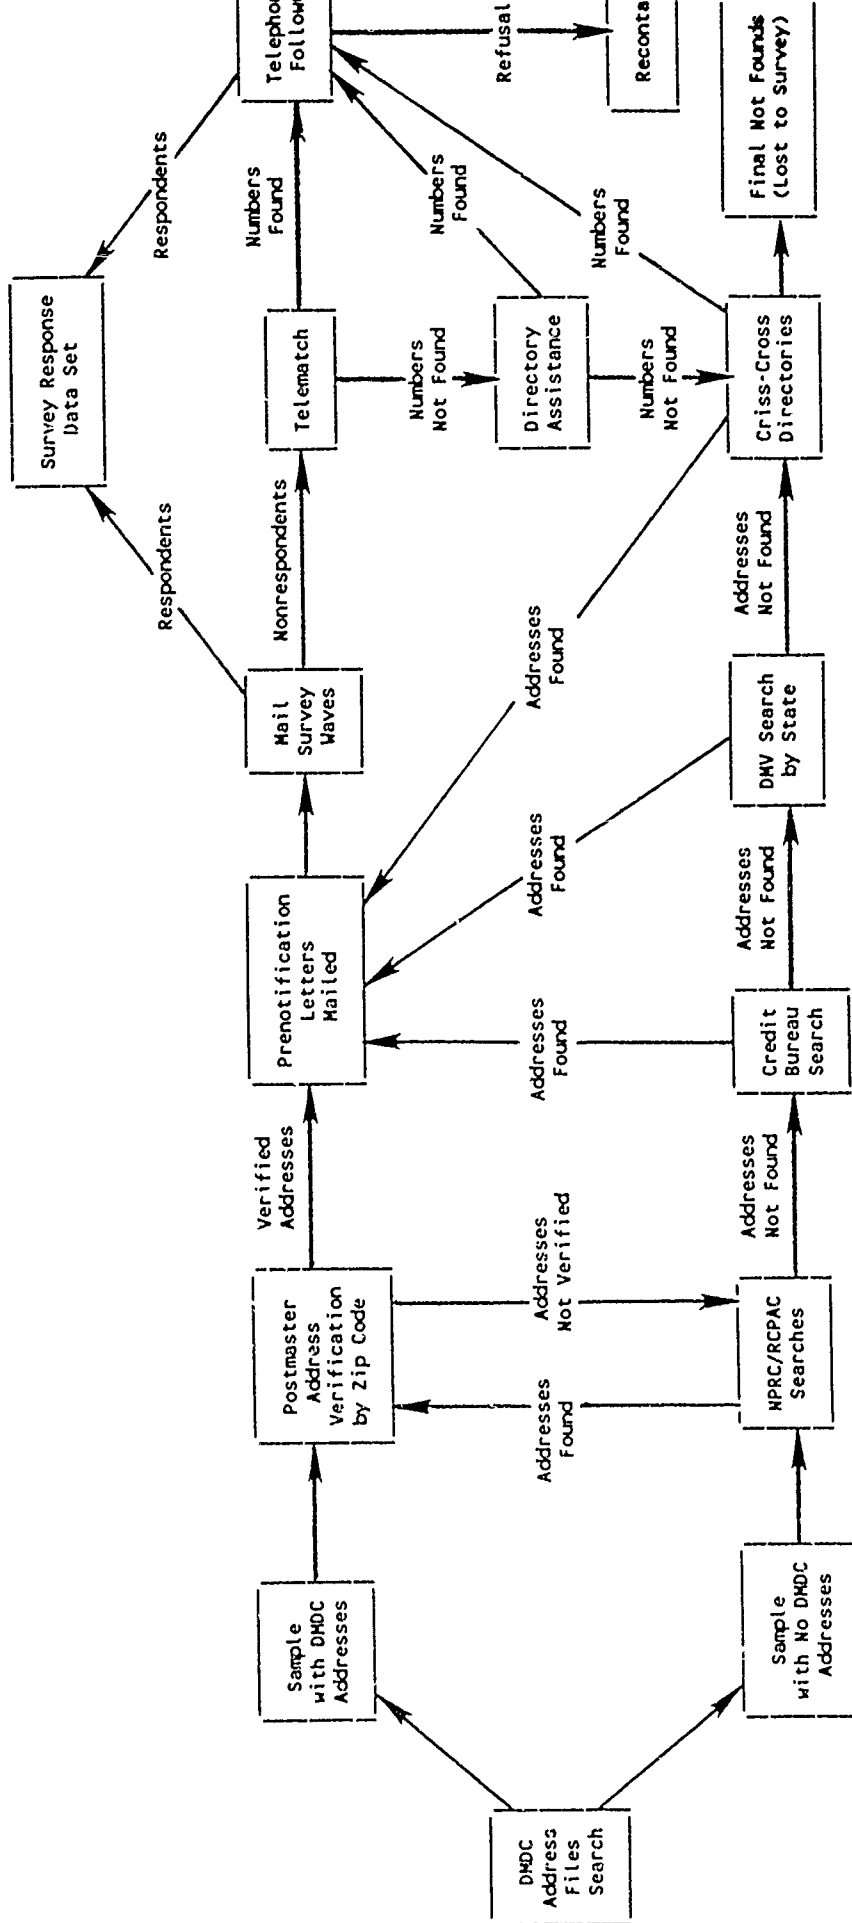 DMDC
Address
Files
Search
Sample
with DMDC
Addresses
Sample
with No DMDC
Addresses
Postmaster
Address
Verification
by Zip Code
Addresses
Found
Addresses
Not Verified
NPRC/RCPAC
Searches
Verified
Addresses
Addresses
Not Found
Prenotification
Letters
Mailed
Addresses
Found
Credit
Bureau
Search
Addresses
Found
Addresses
Not Found
Mail
Survey
Waves
Addresses
Found
DMV Search
by State
Respondents
Nonrespondents
Addresses
Not Found
Survey Response
Data Set
Telematch
Numbers
Not Found
Directory
Assistance
Numbers
Not Found
Criss-Cross
Directories
Respondents
Numbers
Found
Numbers
Found
Numbers
Found
Telepho
Follow
Refusal
Reconta
Final Not Founds
(Lost to Survey)